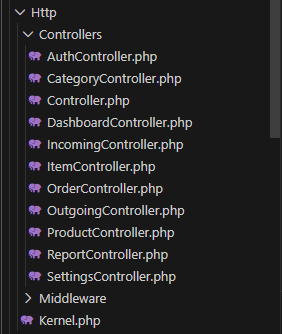 Http
Controllers
AuthController.php
CategoryController.php
Controller.php
DashboardController.php
IncomingController.php
ItemController.php
OrderController.php
OutgoingController.php
ProductController.php
ReportController.php
SettingsController.php
Middleware
Kernel.php